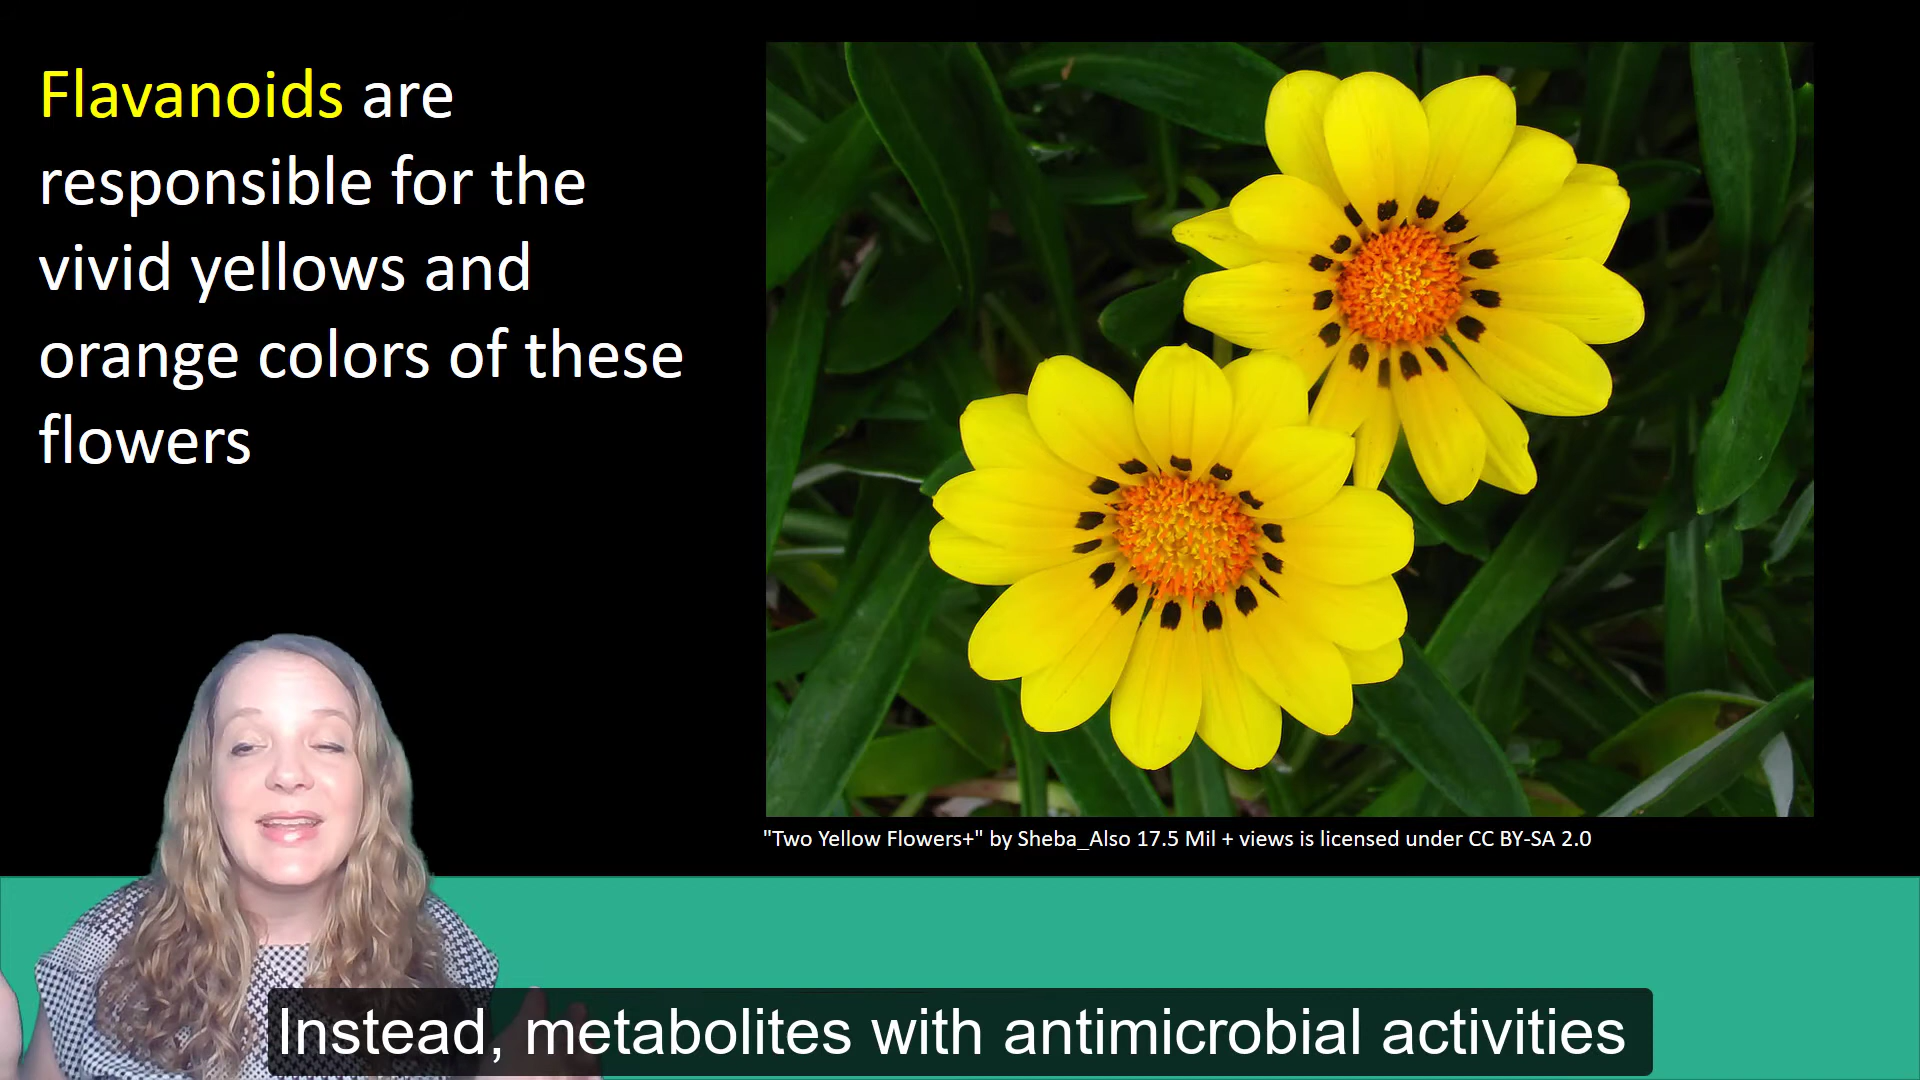 Flavanoids are
responsible for the
vivid yellows and
orange colors of these
flowers
"Two Yellow Flowers+" by Sheba_Also 17.5 Mil + views is licensed under CC BY-SA 2.0
Instead, metabolites with antimicrobial activities